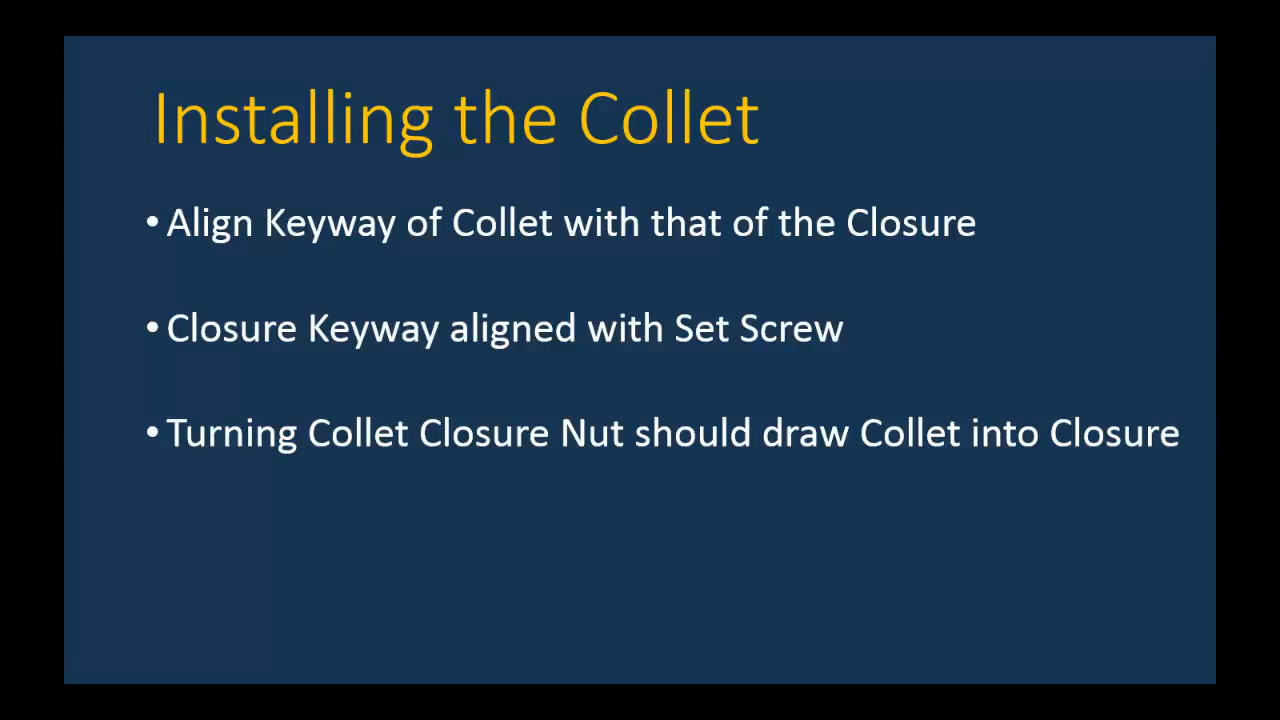 Installing the Collet
• Align Keyway of Collet with that of the Closure
• Closure Keyway aligned with Set Screw
• Turning Collet Closure Nut should draw Collet into Closure